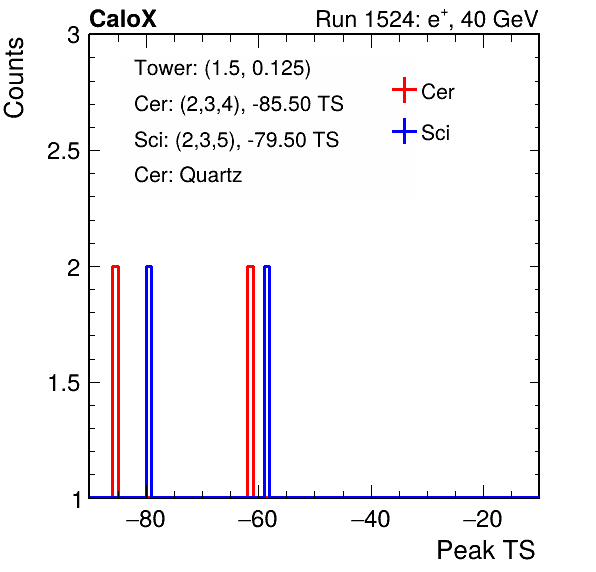 CaloX Run 1524: e⁺, 40 GeV
Counts
3
2.5
2
1.5
1
Tower: (1.5, 0.125)
Cer: (2,3,4), -85.50 TS
Sci: (2,3,5), -79.50 TS
Cer: Quartz
Cer
Sci
−80 −60 −40 −20
Peak TS